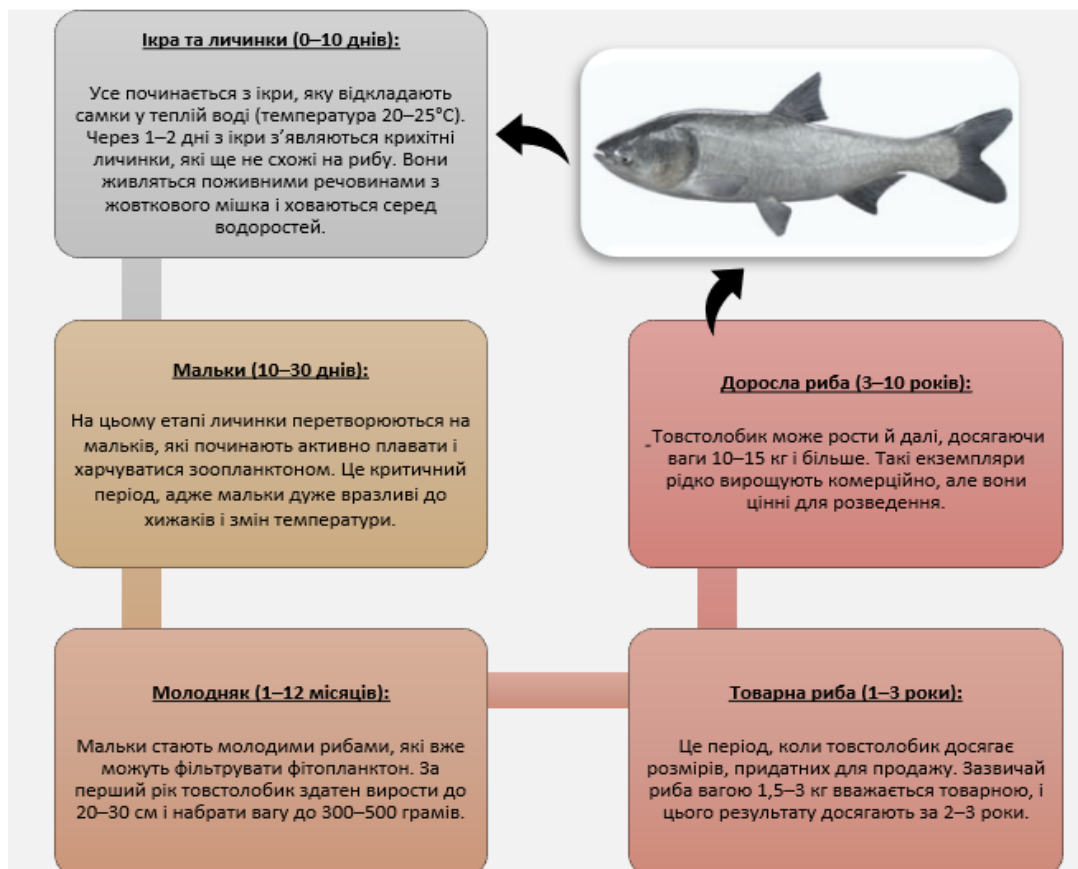 Ікра та личинки (0–10 днів):
Усе починається з ікри, яку відкладають
самки у теплій воді (температура 20–25°C).
Через 1–2 дні з ікри з’являються крихітні
личинки, які ще не схожі на рибу. Вони
живляться поживними речовинами з
жовткового мішка і ховаються серед
водоростей.
Мальки (10–30 днів):
На цьому етапі личинки перетворюються на
мальків, які починають активно плавати і
харчуватися зоопланктоном. Це критичний
період, адже мальки дуже вразливі до
хижаків і змін температури.
Молодняк (1–12 місяців):
Мальки стають молодими рибами, які вже
можуть фільтрувати фітопланктон. За
перший рік товстолобик здатен вирости до
20–30 см і набрати вагу до 300–500 грамів.
Товарна риба (1–3 роки):
Це період, коли товстолобик досягає
розмірів, придатних для продажу. Зазвичай
риба вагою 1,5–3 кг вважається товарною, і
цього результату досягають за 2–3 роки.
Доросла риба (3–10 років):
Товстолобик може рости й далі, досягаючи
ваги 10–15 кг і більше. Такі екземпляри
рідко вирощують комерційно, але вони
цінні для розведення.